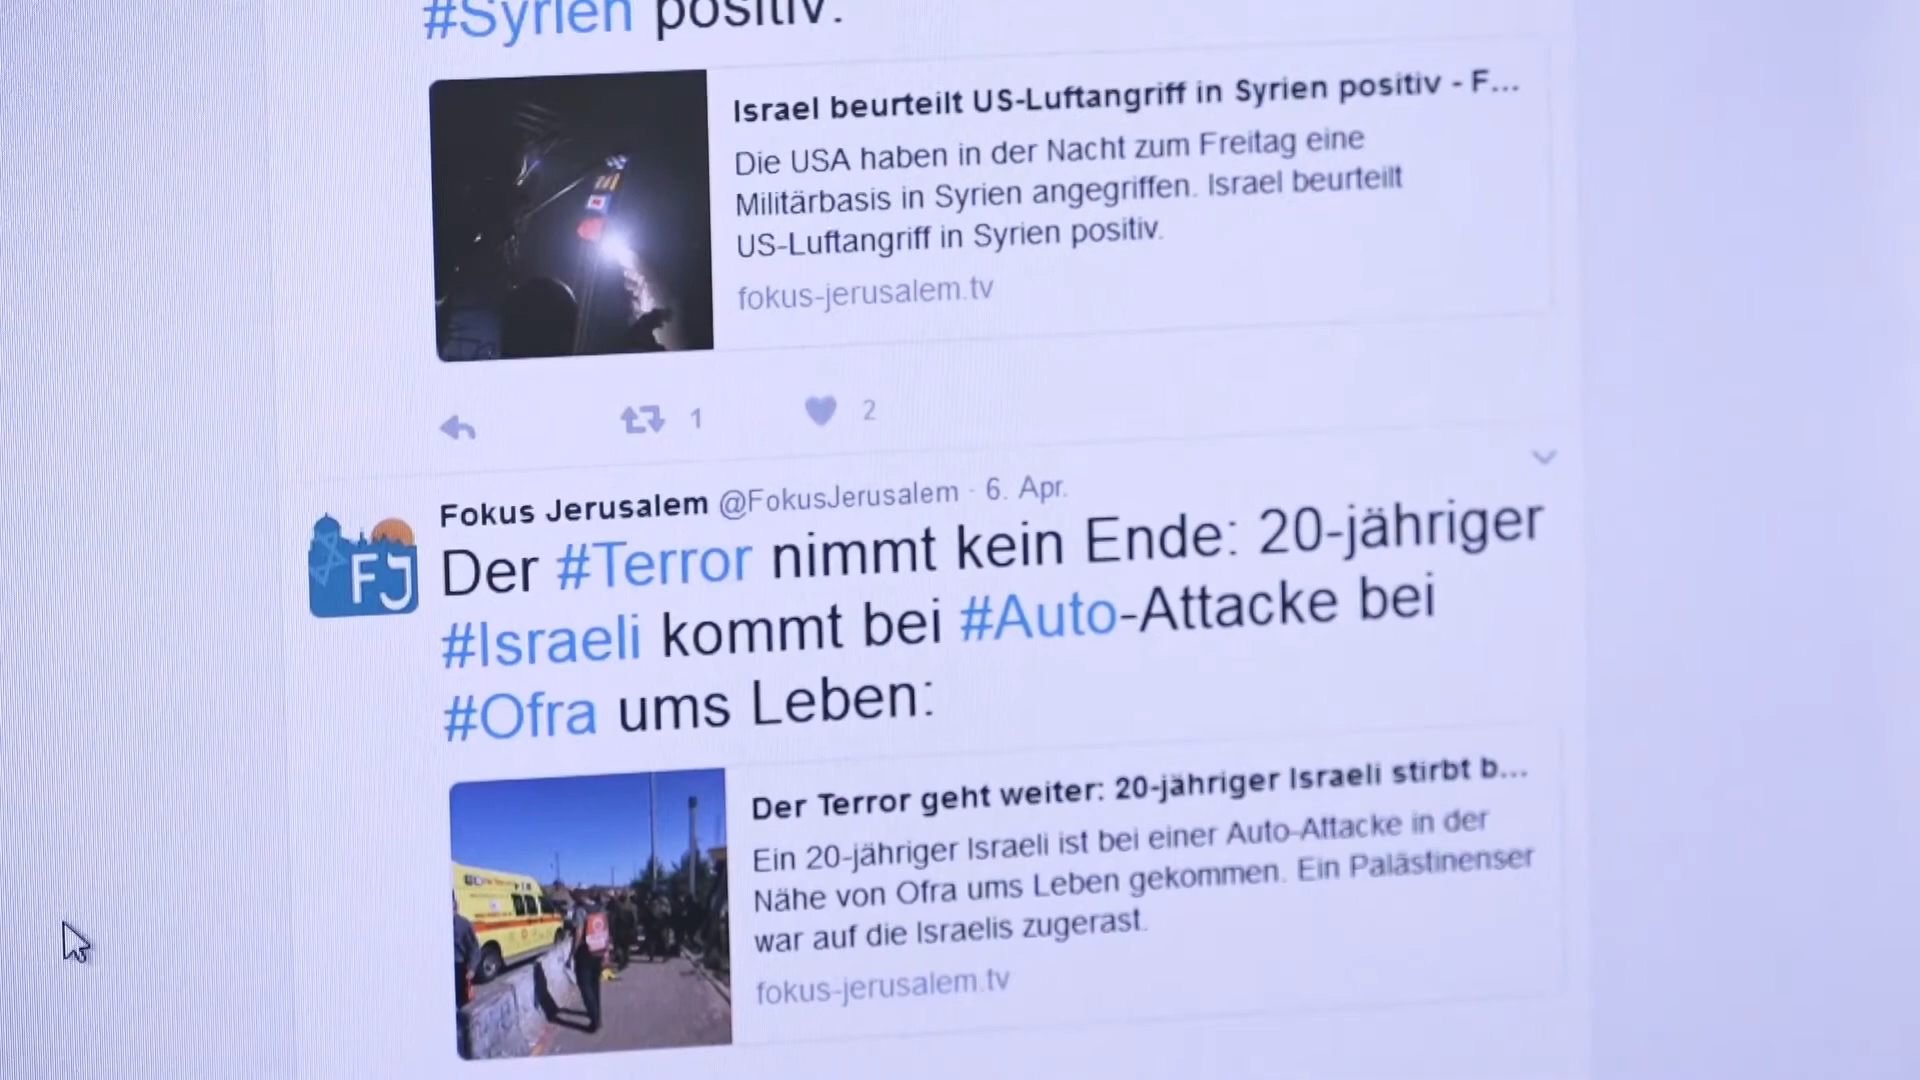 #Syrien positiv:
Israel beurteilt US-Luftangriff in Syrien positiv - F...
Die USA haben in der Nacht zum Freitag eine
Militärbasis in Syrien angegriffen. Israel beurteilt
US-Luftangriff in Syrien positiv.
fokus-jerusalem.tv
1 2
Fokus Jerusalem @FokusJerusalem · 6. Apr.
FJ
Der #Terror nimmt kein Ende: 20-jähriger
#Israeli kommt bei #Auto-Attacke bei
#Ofra ums Leben:
Der Terror geht weiter: 20-jähriger Israeli stirbt b...
Ein 20-jähriger Israeli ist bei einer Auto-Attacke in der
Nähe von Ofra ums Leben gekommen. Ein Palästinenser
war auf die Israelis zugerast.
fokus-jerusalem.tv